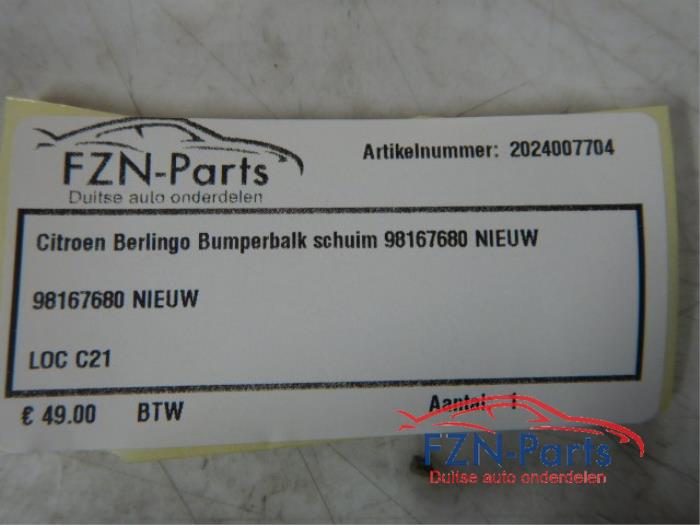 FZN-Parts
Duitse auto onderdelen
Artikelnummer: 2024007704
Citroen Berlingo Bumperbalk schuim 98167680 NIEUW
98167680 NIEUW
LOC C21
€ 49.00 BTW Aantal: 1
FZN-Parts
Duitse auto onderdelen